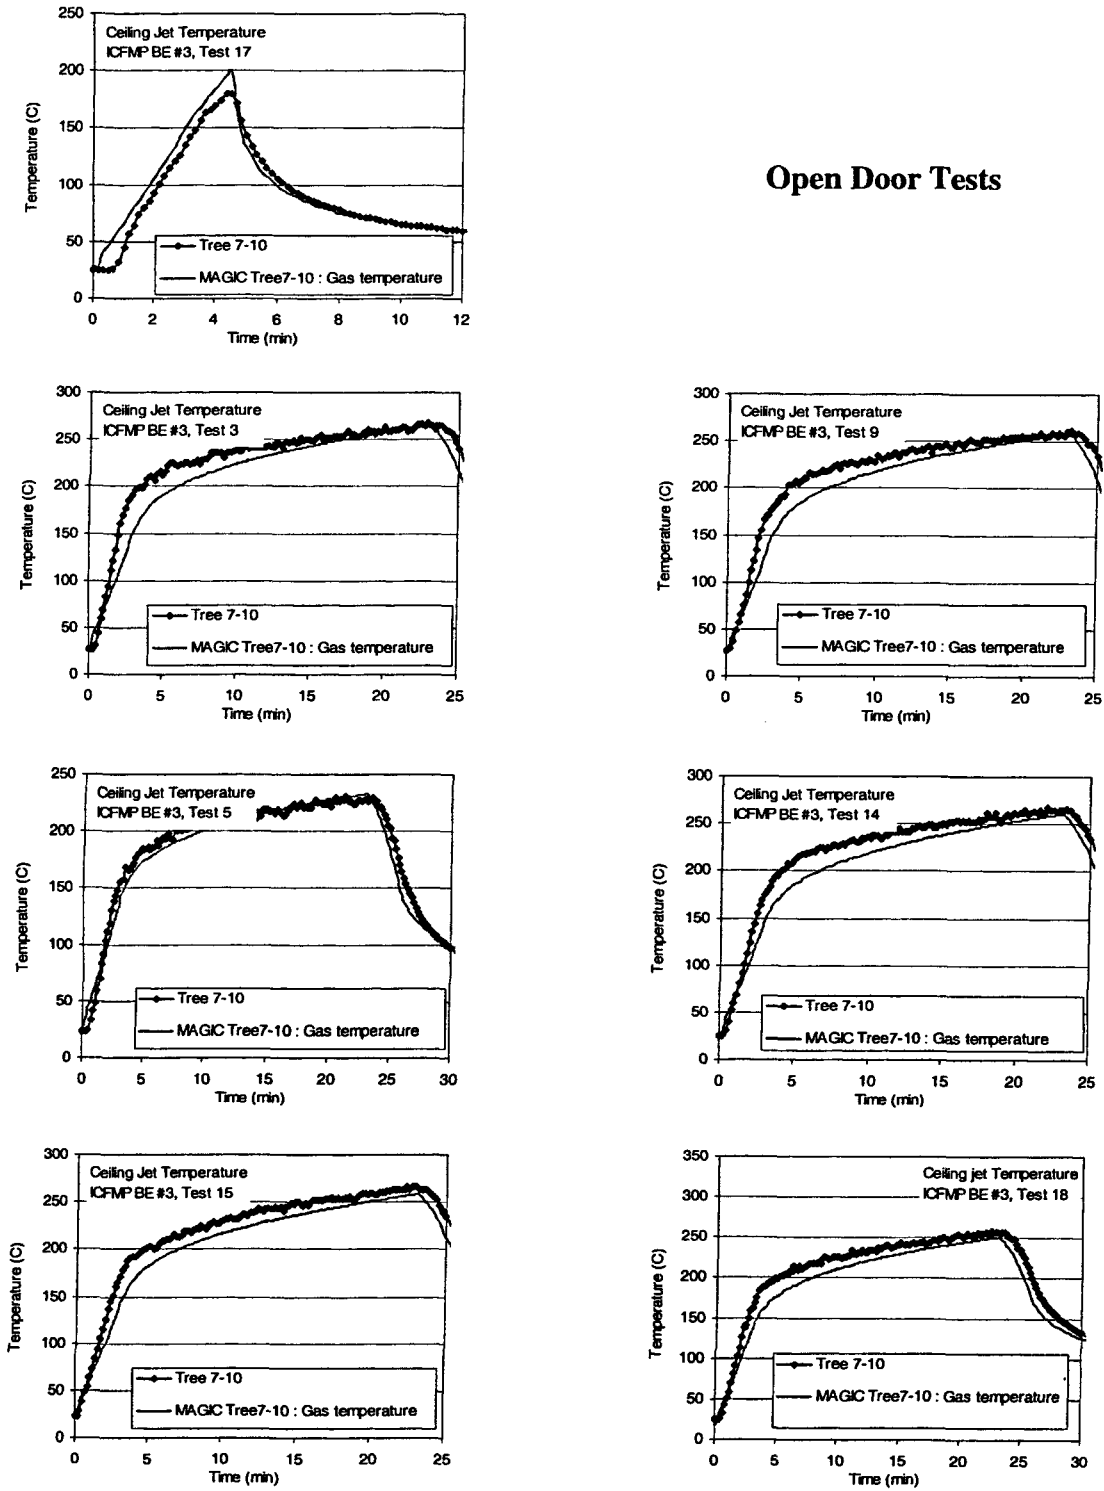 Ceiling Jet Temperature
ICFMP BE #3, Test 17
Temperature (C)
250
200
150
100
50
0
Tree 7-10
MAGIC Tree7-10 : Gas temperature
0 2 4 6 8 10 12
Time (min)
Open Door Tests
Ceiling Jet Temperature
ICFMP BE #3, Test 3
Temperature (C)
300
250
200
150
100
50
0
Tree 7-10
MAGIC Tree7-10 : Gas temperature
0 5 10 15 20 25
Time (min)
Ceiling Jet Temperature
ICFMP BE #3, Test 9
Temperature (C)
300
250
200
150
100
50
0
Tree 7-10
MAGIC Tree7-10 : Gas temperature
0 5 10 15 20 25
Time (min)
Ceiling Jet Temperature
ICFMP BE #3, Test 5
Temperature (C)
250
200
150
100
50
0
Tree 7-10
MAGIC Tree7-10 : Gas temperature
0 5 10 15 20 25 30
Time (min)
Ceiling Jet Temperature
ICFMP BE #3, Test 14
Temperature (C)
300
250
200
150
100
50
0
Tree 7-10
MAGIC Tree7-10 : Gas temperature
0 5 10 15 20 25
Time (min)
Ceiling Jet Temperature
ICFMP BE #3, Test 15
Temperature (C)
300
250
200
150
100
50
0
Tree 7-10
MAGIC Tree7-10 : Gas temperature
0 5 10 15 20 25
Time (min)
Ceiling jet Temperature
ICFMP BE #3, Test 18
Temperature (C)
350
300
250
200
150
100
50
0
Tree 7-10
MAGIC Tree7-10 : Gas temperature
0 5 10 15 20 25 30
Time (min)